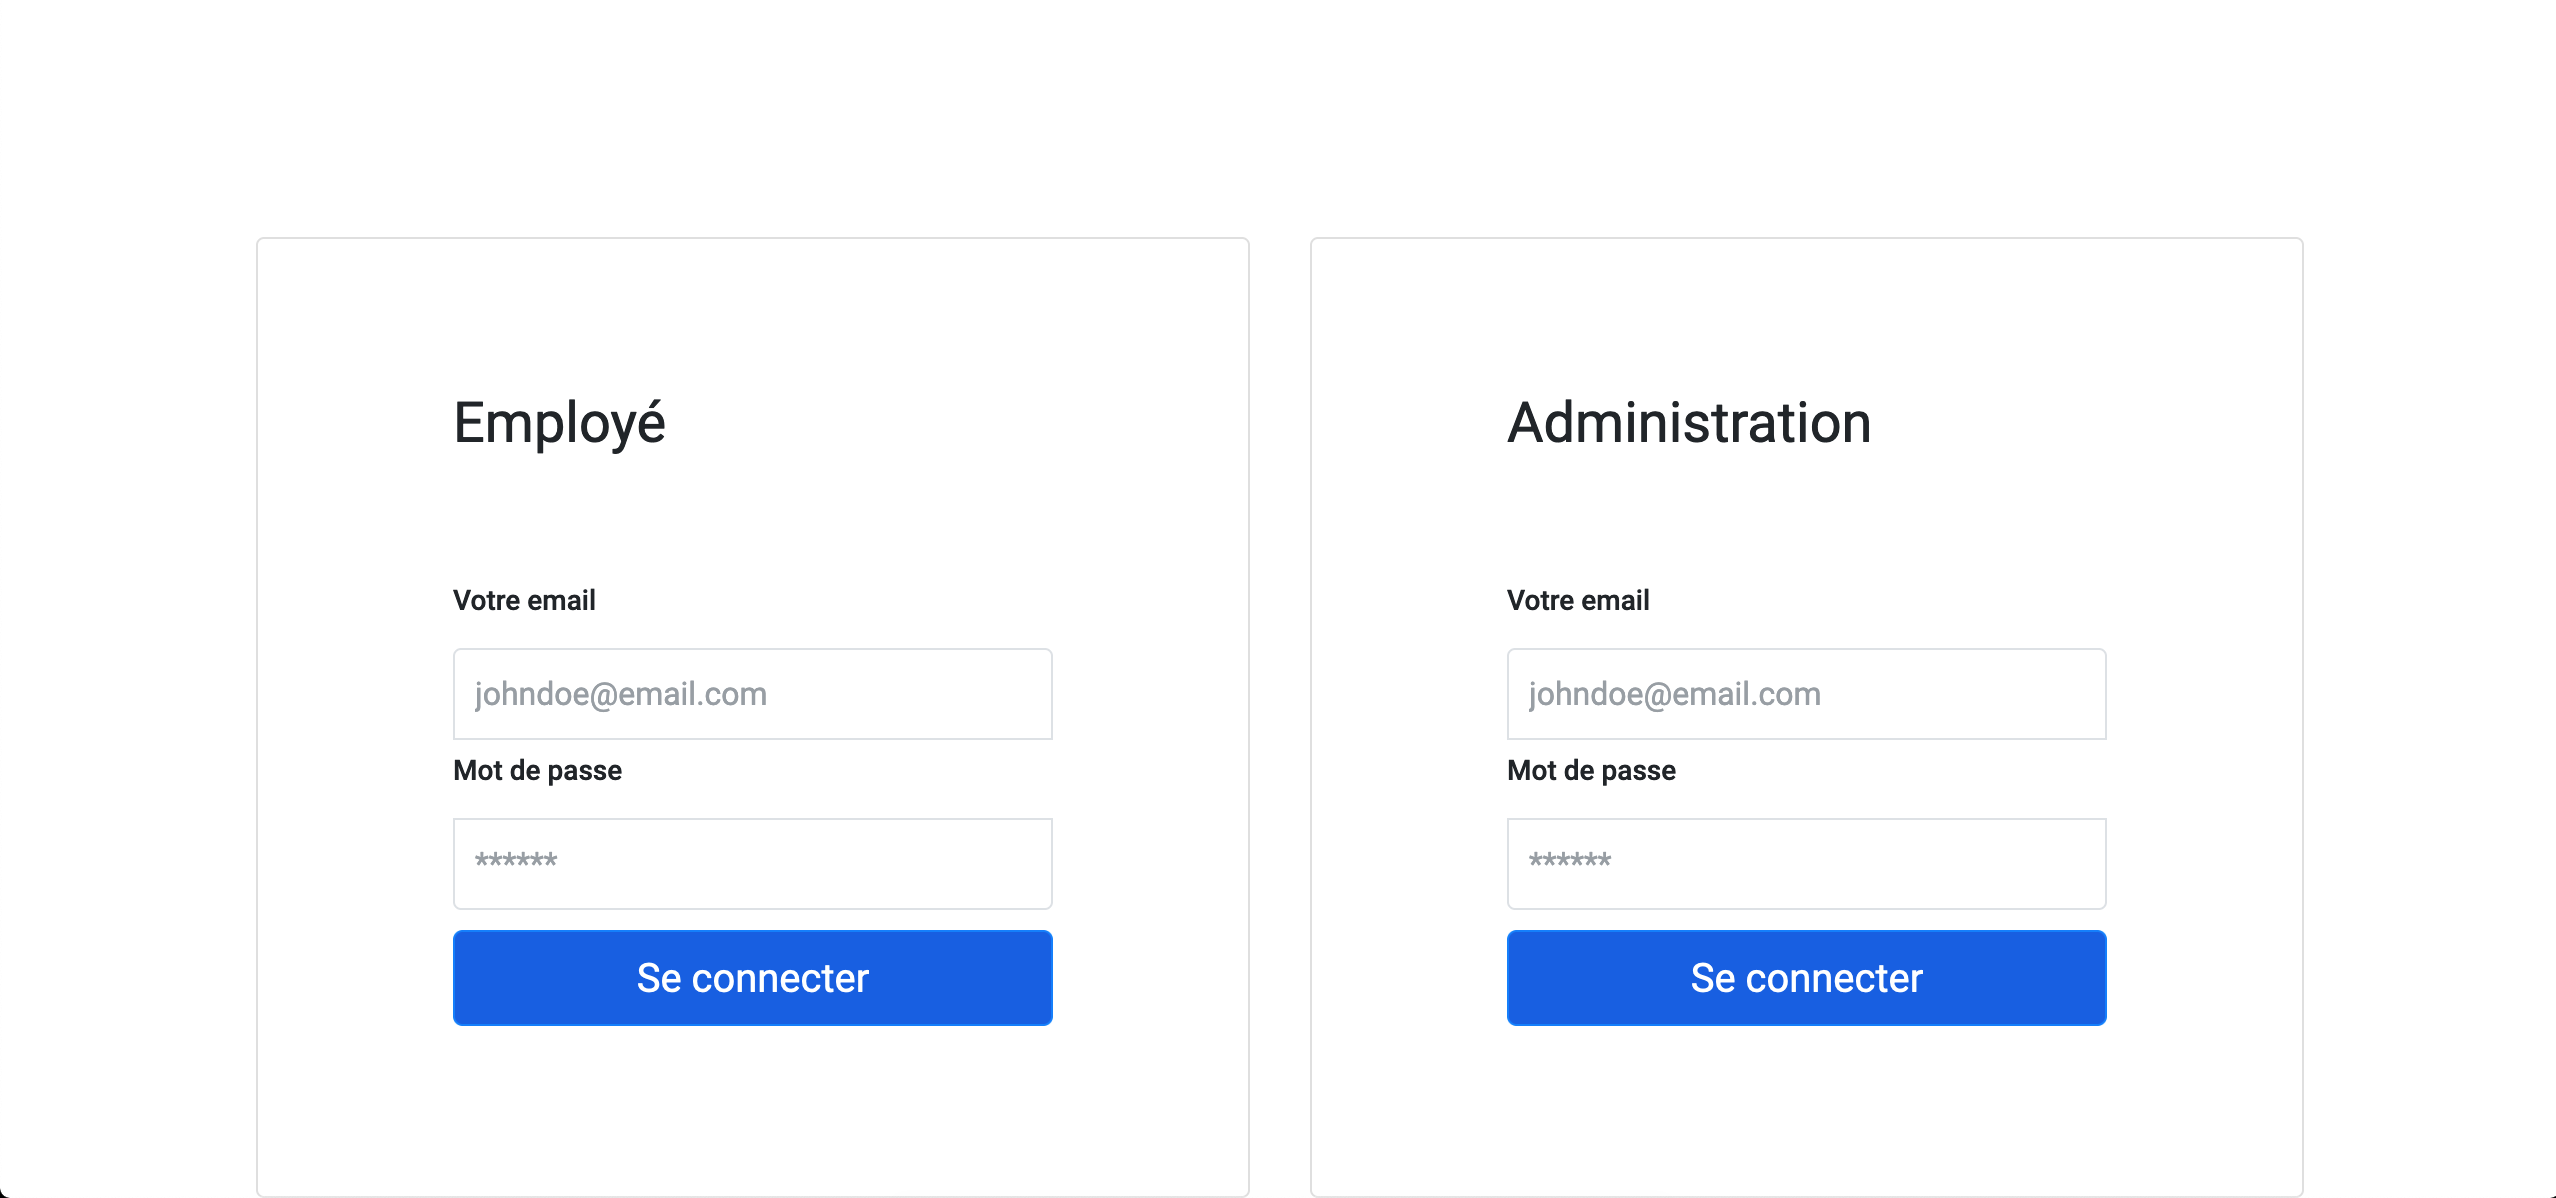 Employé
Votre email
johndoe@email.com
Mot de passe
******
Se connecter
Administration
Votre email
johndoe@email.com
Mot de passe
******
Se connecter